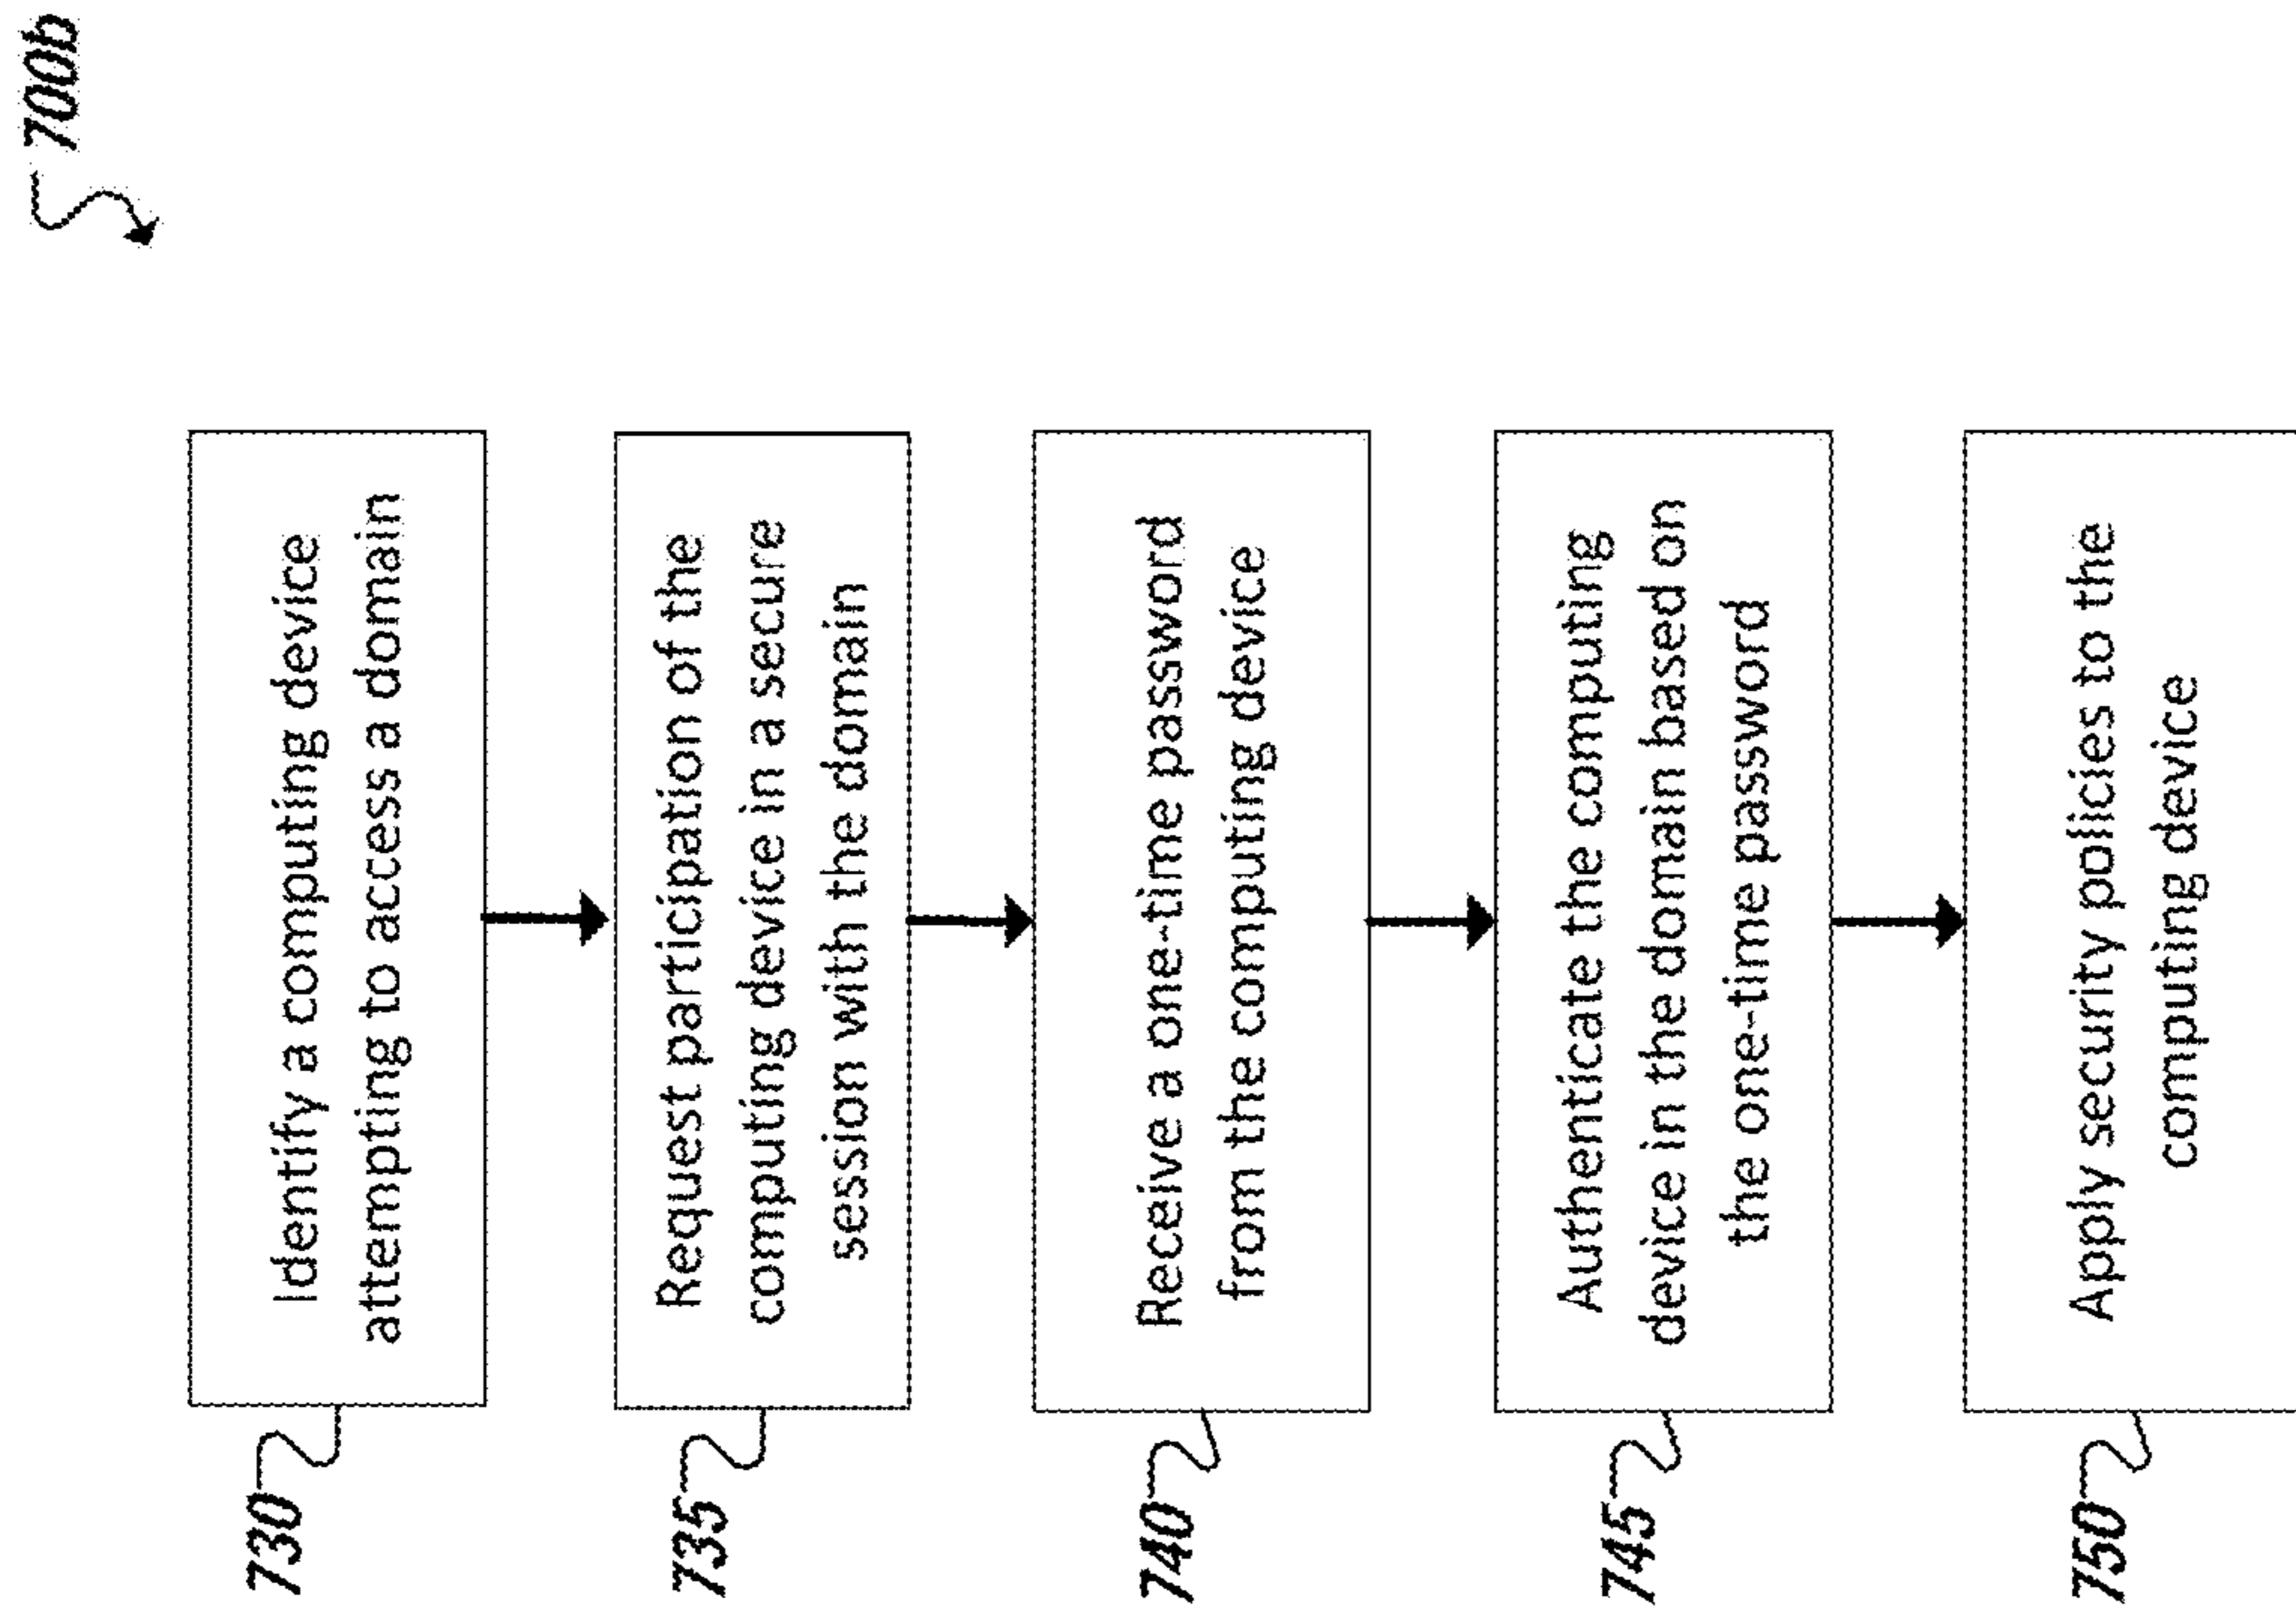 700b
730
Identify a computing device
attempting to access a domain
735
Request participation of the
computing device in a secure
session with the domain
740
Receive a one-time password
from the computing device
745
Authenticate the computing
device in the domain based on
the one-time password
750
Apply security policies to the
computing device